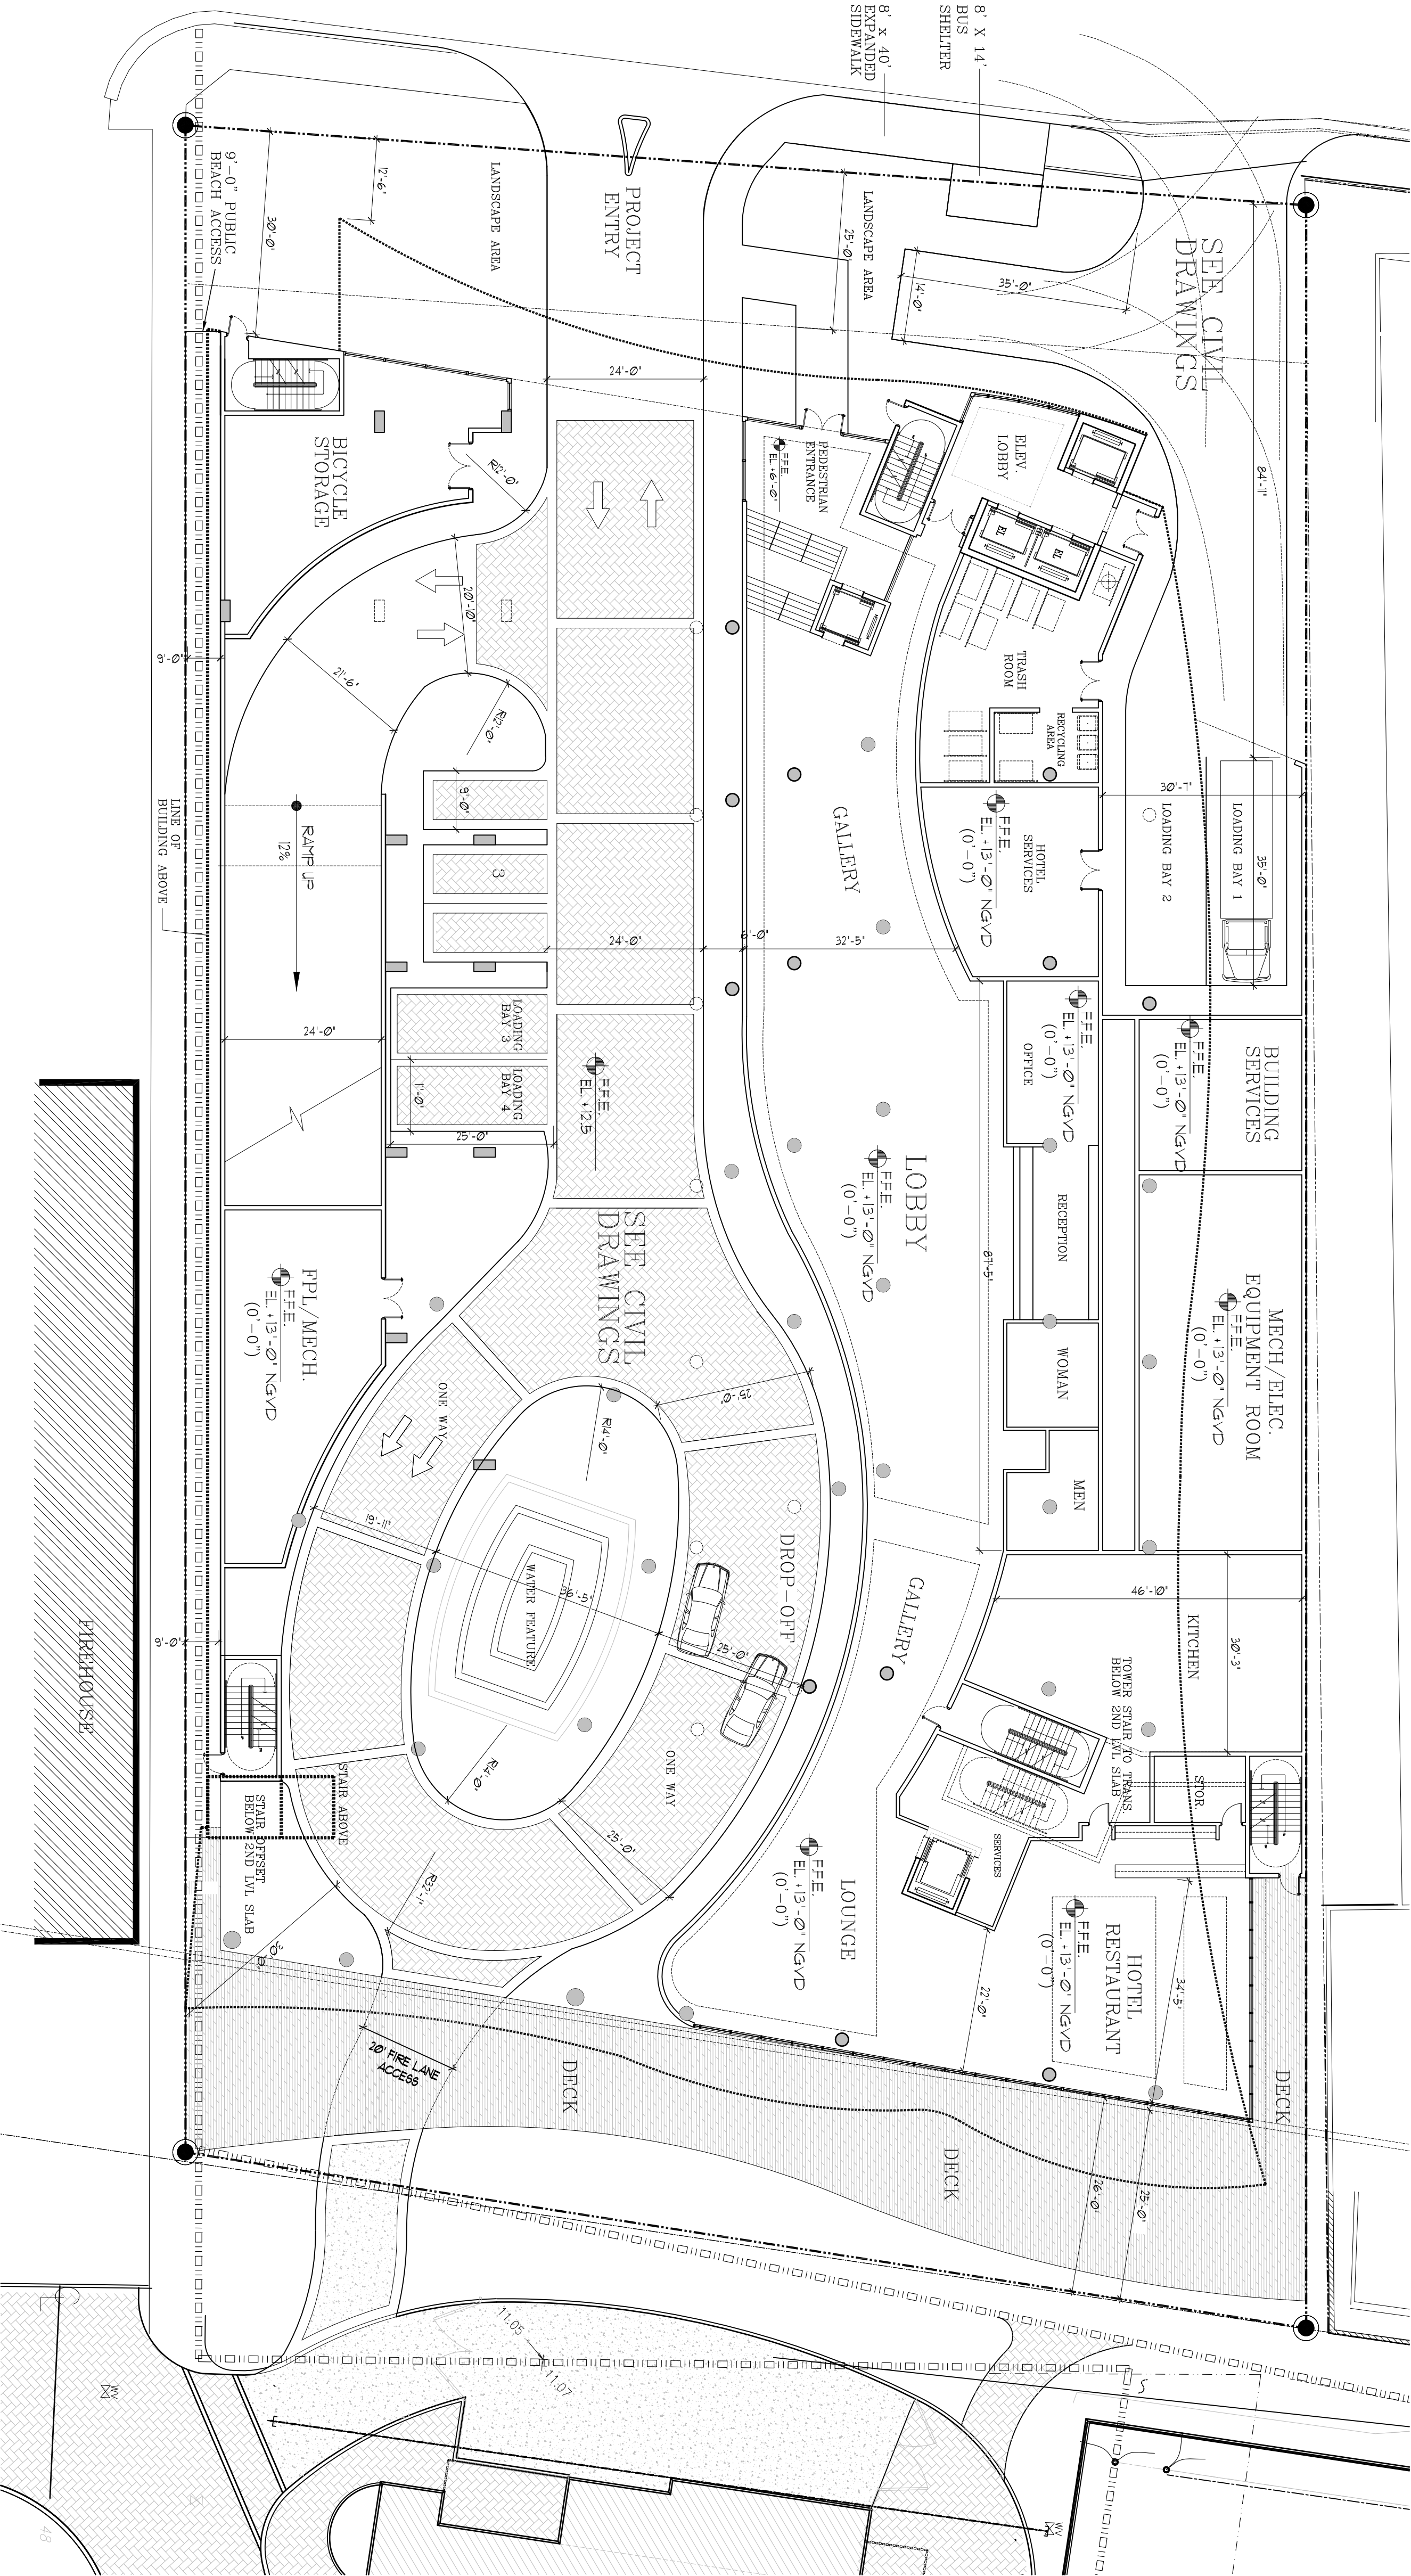 8' X 14'
BUS
SHELTER
8' x 40'
EXPANDED
SIDEWALK
SEE CIVIL
DRAWINGS
84'-11"
35'-0"
14'-0"
LANDSCAPE AREA
25'-0"
PROJECT
ENTRY
LANDSCAPE AREA
12'-6"
30'-0"
9'-0" PUBLIC
BEACH ACCESS
24'-0"
BICYCLE
STORAGE
R12'-0"
PEDESTRIAN
ENTRANCE
F.F.E.
EL. +6'-0"
ELEV.
LOBBY
EL
EL
TRASH
ROOM
RECYCLING
AREA
30'-7"
LOADING BAY 1
35'-0"
LOADING BAY 2
HOTEL
SERVICES
F.F.E.
EL. +13'-0" NGVD
(0'-0")
GALLERY
20'-10"
21'-6"
R12'-0"
9'-0"
9'-0"
3
RAMP UP
12%
LINE OF
BUILDING ABOVE
24'-0"
6'-0"
32'-5"
24'-0"
LOADING
BAY 3
LOADING
BAY 4
11'-0"
25'-0"
F.F.E.
EL. +12.5
OFFICE
F.F.E.
EL. +13'-0" NGVD
(0'-0")
BUILDING
SERVICES
F.F.E.
EL. +13'-0" NGVD
(0'-0")
LOBBY
F.F.E.
EL. +13'-0" NGVD
(0'-0")
RECEPTION
87'-5"
WOMAN
MEN
MECH/ELEC.
EQUIPMENT ROOM
F.F.E.
EL. +13'-0" NGVD
(0'-0")
SEE CIVIL
DRAWINGS
FPL/MECH.
F.F.E.
EL. +13'-0" NGVD
(0'-0")
ONE WAY
R14'-0"
25'-0"
19'-11"
36'-5"
WATER FEATURE
DROP-OFF
25'-0"
ONE WAY
R14'-0"
25'-0"
GALLERY
46'-10"
KITCHEN
30'-3"
TOWER STAIR TO TRANS.
BELOW 2ND LVL SLAB
STOR.
SERVICES
FIREHOUSE
9'-0"
STAIR ABOVE
STAIR OFFSET
BELOW 2ND LVL SLAB
30'-0"
LOUNGE
F.F.E.
EL. +13'-0" NGVD
(0'-0")
HOTEL
RESTAURANT
F.F.E.
EL. +13'-0" NGVD
(0'-0")
22'-0"
34'-5"
20' FIRE LANE
ACCESS
DECK
DECK
DECK
26'-0"
25'-0"
11.05
11.07
S
WV
WV
48